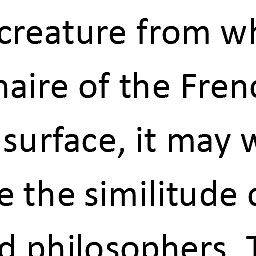 creature from wh
naire of the Frenc
surface, it may w
e the similitude
d philosophers. T